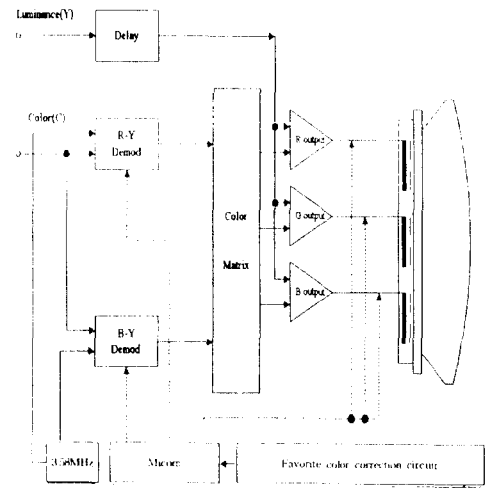 Luminance(Y)
Delay
Color(C)
R-Y
Demod
R output
G output
Color
Matrix
B output
B-Y
Demod
3.58MHz
Micom
Favorite color correction circuit